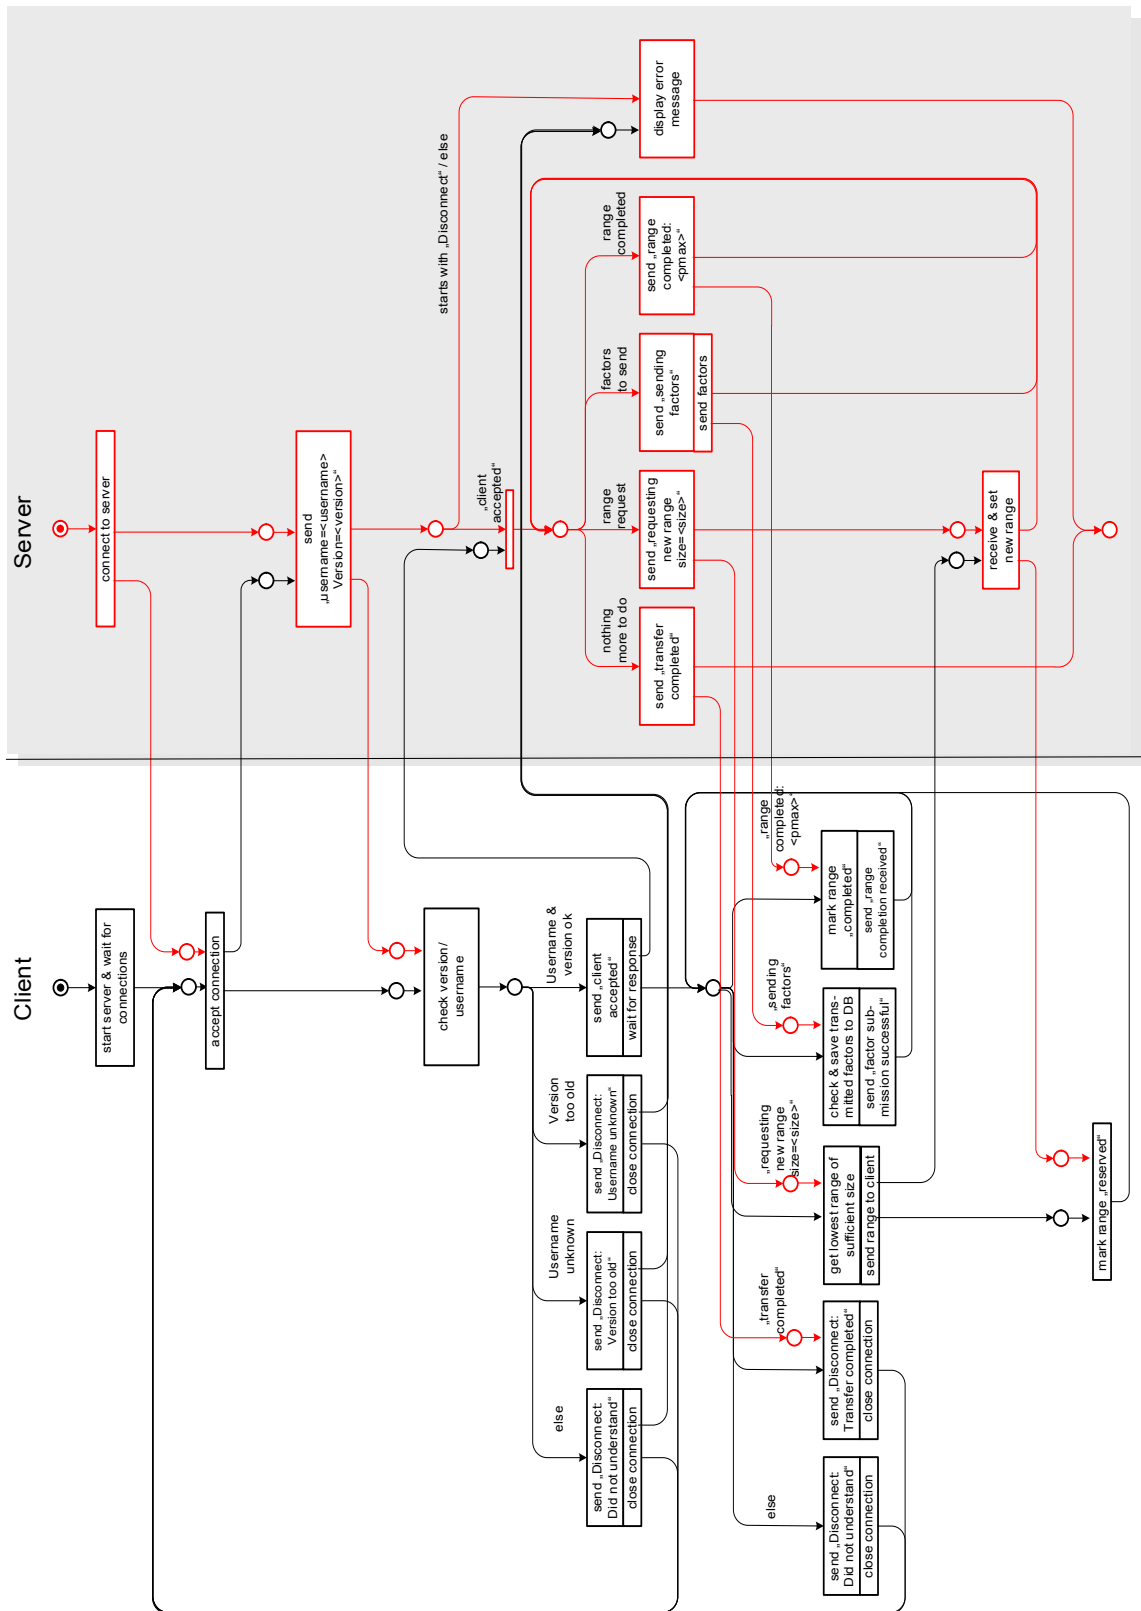 Server
connect to server
send
„username=<username>
Version=<version>“
starts with „Disconnect“ / else
display error
message
„client
accepted“
range
completed
send „range
completed:
<pmax>“
factors
to send
send „sending
factors“
send factors
range
request
send „requesting
new range
size=<size>“
nothing
more to do
send „transfer
completed“
receive & set
new range
Client
start server & wait for
connections
accept connection
check version/
username
Username &
version ok
send „client
accepted“
wait for response
Version
too old
send „Disconnect:
Username unknown“
close connection
Username
unknown
send „Disconnect:
Version too old“
close connection
else
send „Disconnect:
Did not understand“
close connection
„range
completed:
<pmax>“
mark range
„completed“
send „range
completion received“
„sending
factors“
check & save trans-
mitted factors to DB
send „factor sub-
mission successful“
„requesting
new range
size=<size>“
get lowest range of
sufficient size
send range to client
„transfer
completed“
send „Disconnect:
Transfer completed“
close connection
else
send „Disconnect:
Did not understand“
close connection
mark range „reserved“